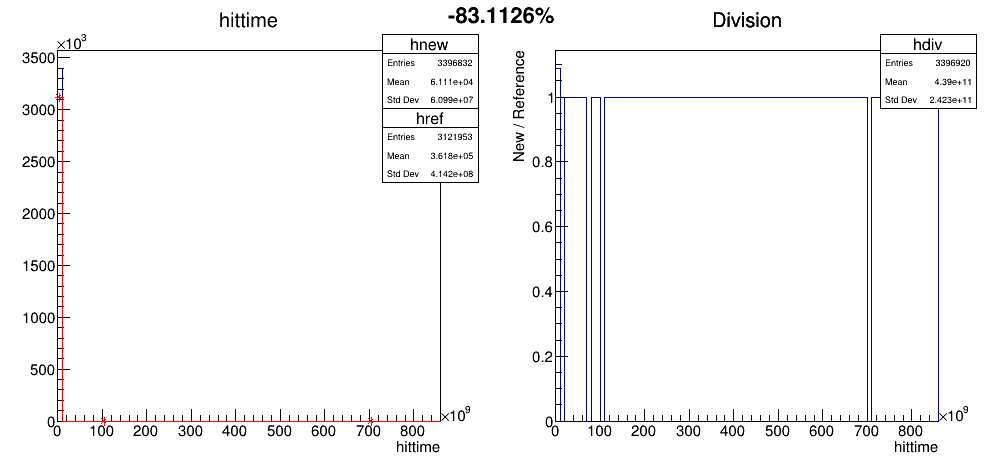 -83.1126%
hittime
×10³
3500
3000
2500
2000
1500
1000
500
0
0 100 200 300 400 500 600 700 800
×10⁹
hittime
hnew
Entries 3396832
Mean 6.111e+04
Std Dev 6.099e+07
href
Entries 3121953
Mean 3.618e+05
Std Dev 4.142e+08
Division
New / Reference
1
0.8
0.6
0.4
0.2
0
0 100 200 300 400 500 600 700 800
×10⁹
hittime
hdiv
Entries 3396920
Mean 4.39e+11
Std Dev 2.423e+11